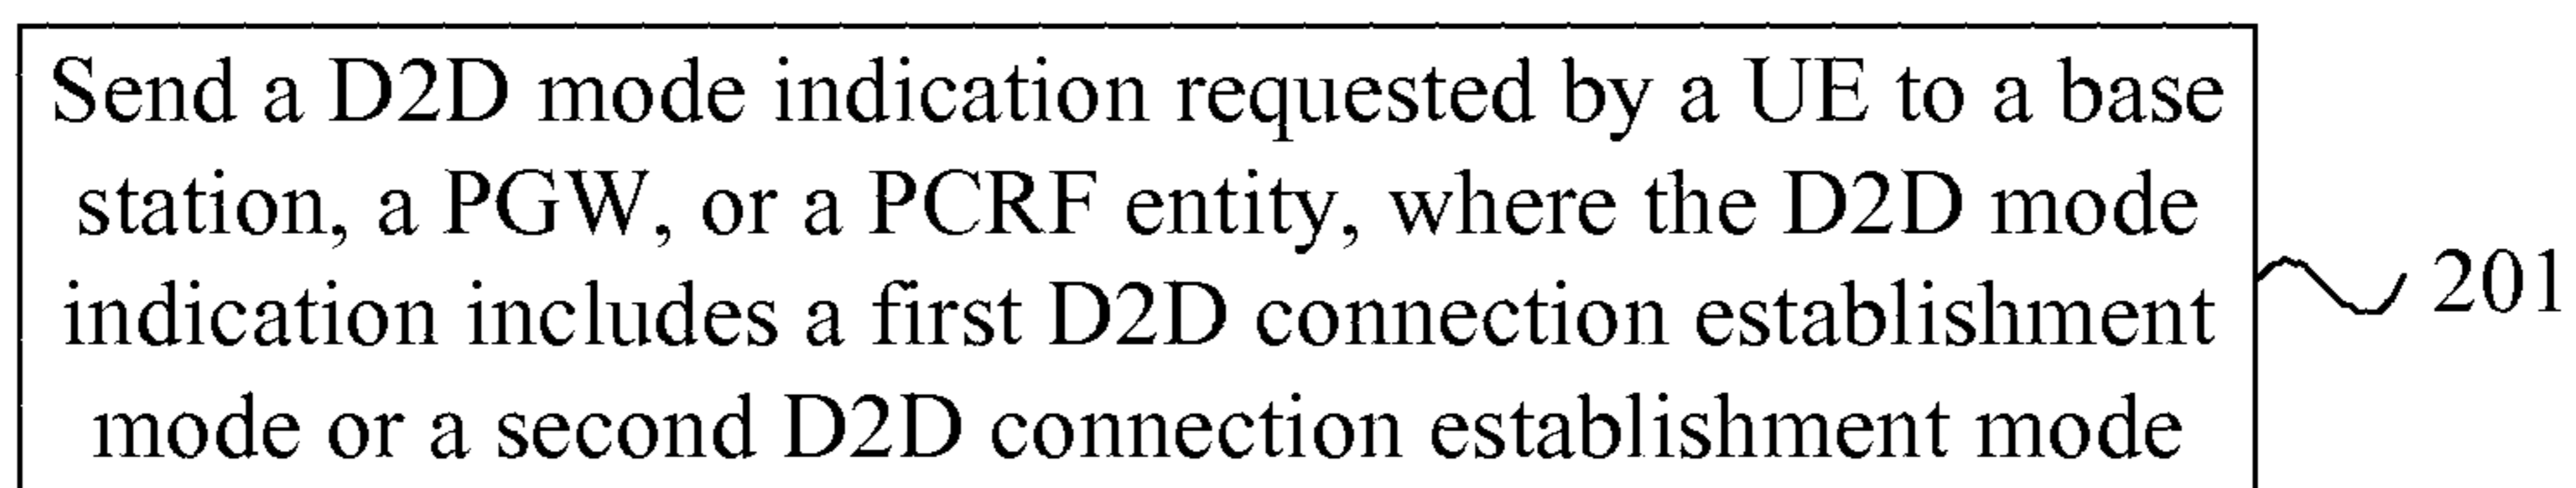 Send a D2D mode indication requested by a UE to a base
station, a PGW, or a PCRF entity, where the D2D mode
indication includes a first D2D connection establishment
mode or a second D2D connection establishment mode
201